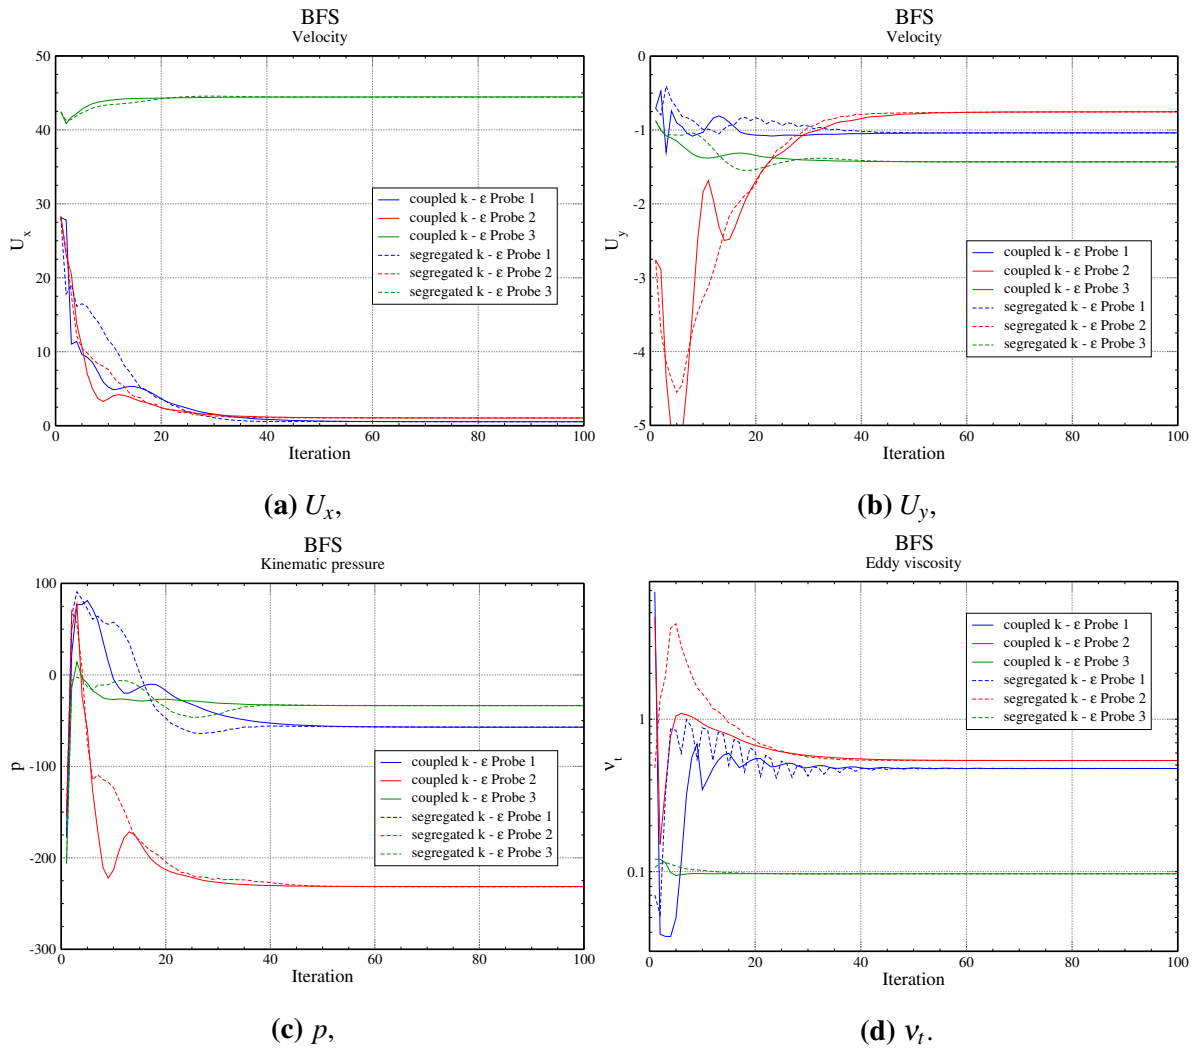 BFS
Velocity
50
40
30
20
10
0
U_x
coupled k - ε Probe 1
coupled k - ε Probe 2
coupled k - ε Probe 3
segregated k - ε Probe 1
segregated k - ε Probe 2
segregated k - ε Probe 3
0 20 40 60 80 100
Iteration
(a) U_x,
BFS
Velocity
0
-1
-2
-3
-4
-5
U_y
coupled k - ε Probe 1
coupled k - ε Probe 2
coupled k - ε Probe 3
segregated k - ε Probe 1
segregated k - ε Probe 2
segregated k - ε Probe 3
0 20 40 60 80 100
Iteration
(b) U_y,
BFS
Kinematic pressure
100
0
-100
-200
-300
p
coupled k - ε Probe 1
coupled k - ε Probe 2
coupled k - ε Probe 3
segregated k - ε Probe 1
segregated k - ε Probe 2
segregated k - ε Probe 3
0 20 40 60 80 100
Iteration
(c) p,
BFS
Eddy viscosity
1
0.1
ν_t
coupled k - ε Probe 1
coupled k - ε Probe 2
coupled k - ε Probe 3
segregated k - ε Probe 1
segregated k - ε Probe 2
segregated k - ε Probe 3
0 20 40 60 80 100
Iteration
(d) ν_t.